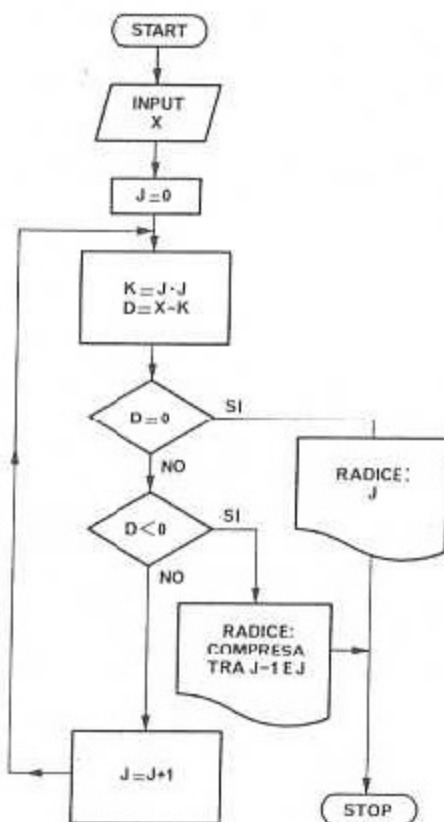 START
INPUT
X
J=0
K=J·J
D=X-K
D=0
SI
NO
RADICE:
J
D<0
SI
NO
RADICE:
COMPRESA
TRA J-1 E J
J=J+1
STOP